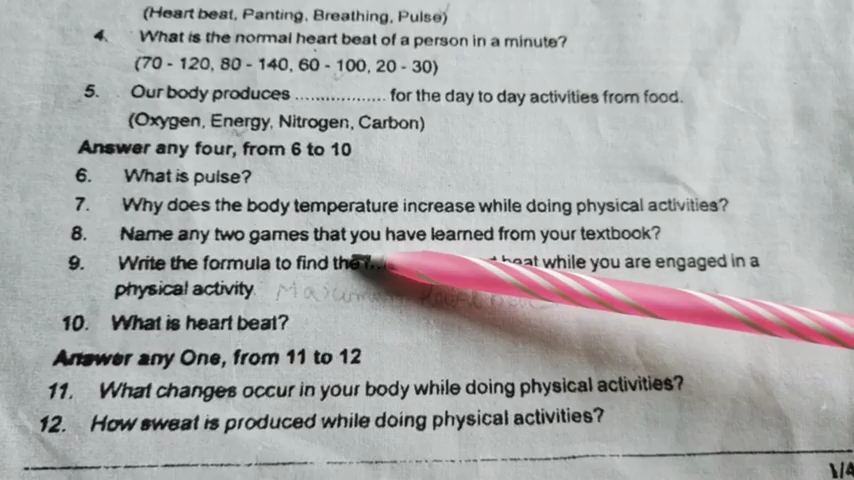 (Heart beat, Panting, Breathing, Pulse)
4. What is the normal heart beat of a person in a minute?
(70 - 120, 80 - 140, 60 - 100, 20 - 30)
5. Our body produces .................. for the day to day activities from food.
(Oxygen, Energy, Nitrogen, Carbon)
Answer any four, from 6 to 10
6. What is pulse?
7. Why does the body temperature increase while doing physical activities?
8. Name any two games that you have learned from your textbook?
9. Write the formula to find the beat while you are engaged in a
physical activity. Maximum Heart
10. What is heart beat?
Answer any One, from 11 to 12
11. What changes occur in your body while doing physical activities?
12. How sweat is produced while doing physical activities?